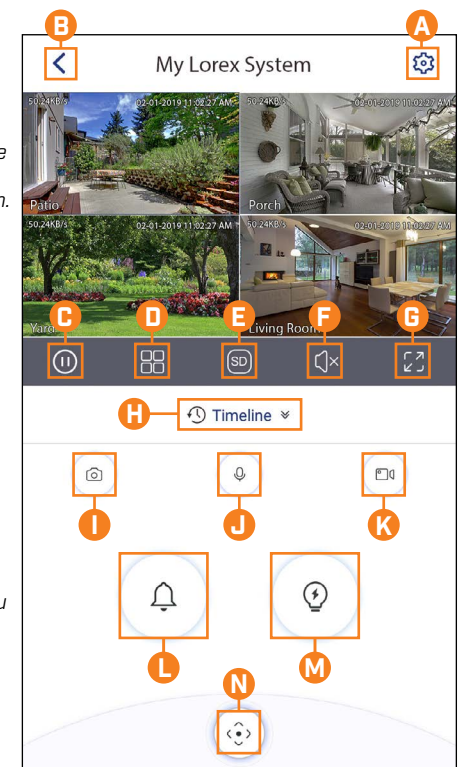 B
A
My Lorex System
50.24KB/s 02-01-2019 11:02:27 AM
50.24KB/s 02-01-2019 11:02:27 AM
e
n.
Patio
Porch
50.24KB/s 02-01-2019 11:02:27 AM
50.24KB/s 02-01-2019 11:02:27 AM
Yard
Living Room
C
D
E
F
G
SD
H
Timeline
I
J
K
u
L
M
N